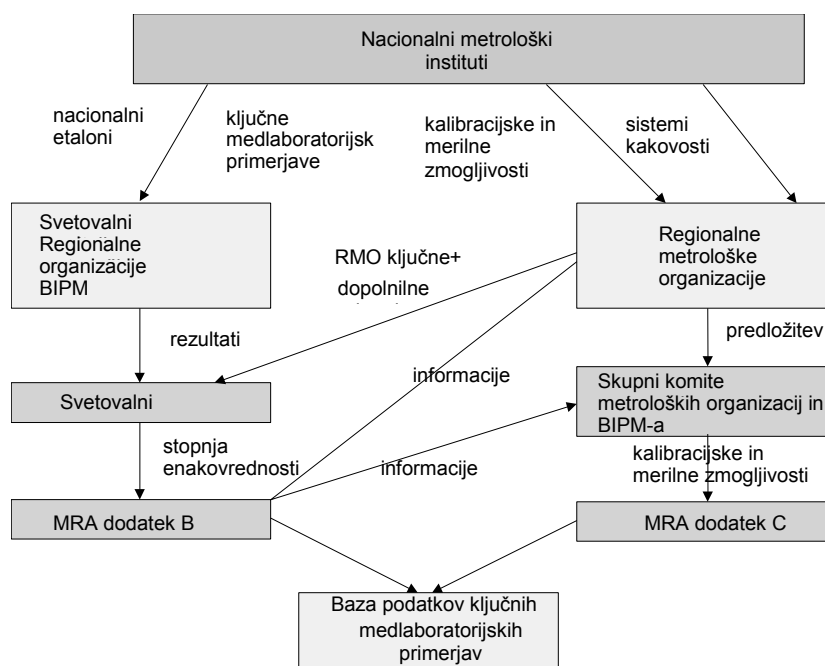 Nacionalni metrološki
instituti
nacionalni
etaloni
ključne
medlaboratorijsk
primerjave
kalibracijske in
merilne
zmogljivosti
sistemi
kakovosti
Svetovalni
Regionalne
organizacije
BIPM
Regionalne
metrološke
organizacije
RMO ključne+
dopolnilne
rezultati
predložitev
informacije
Svetovalni
Skupni komite
metroloških organizacij in
BIPM-a
stopnja
enakovrednosti
informacije
kalibracijske in
merilne zmogljivosti
MRA dodatek B
MRA dodatek C
Baza podatkov ključnih
medlaboratorijskih
primerjav